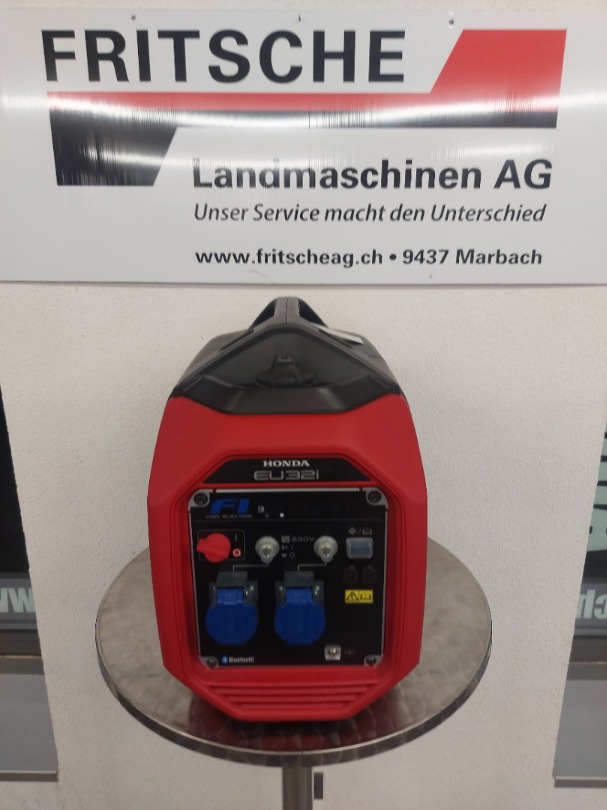 FRITSCHE
Landmaschinen AG
Unser Service macht den Unterschied
www.fritscheag.ch • 9437 Marbach
HONDA
EU32i
FI
FUEL INJECTION
230V
Bluetooth